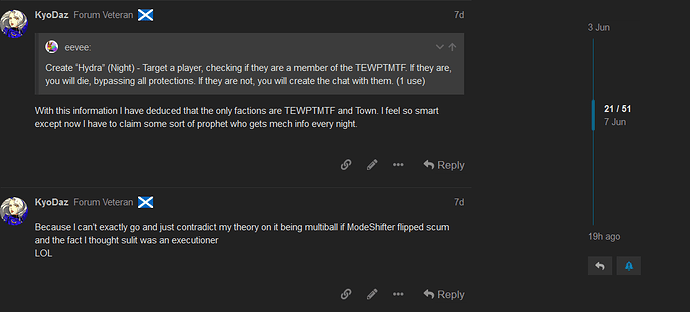 KyoDaz Forum Veteran 7d
eevee:
Create "Hydra" (Night) - Target a player, checking if they are a member of the TEWPTMTF. If they are,
you will die, bypassing all protections. If they are not, you will create the chat with them. (1 use)
With this information I have deduced that the only factions are TEWPTMTF and Town. I feel so smart
except now I have to claim some sort of prophet who gets mech info every night.
Reply
KyoDaz Forum Veteran 7d
Because I can't exactly go and just contradict my theory on it being multiball if ModeShifter flipped scum
and the fact I thought sulit was an executioner
LOL
Reply
3 Jun
21 / 51
7 Jun
19h ago